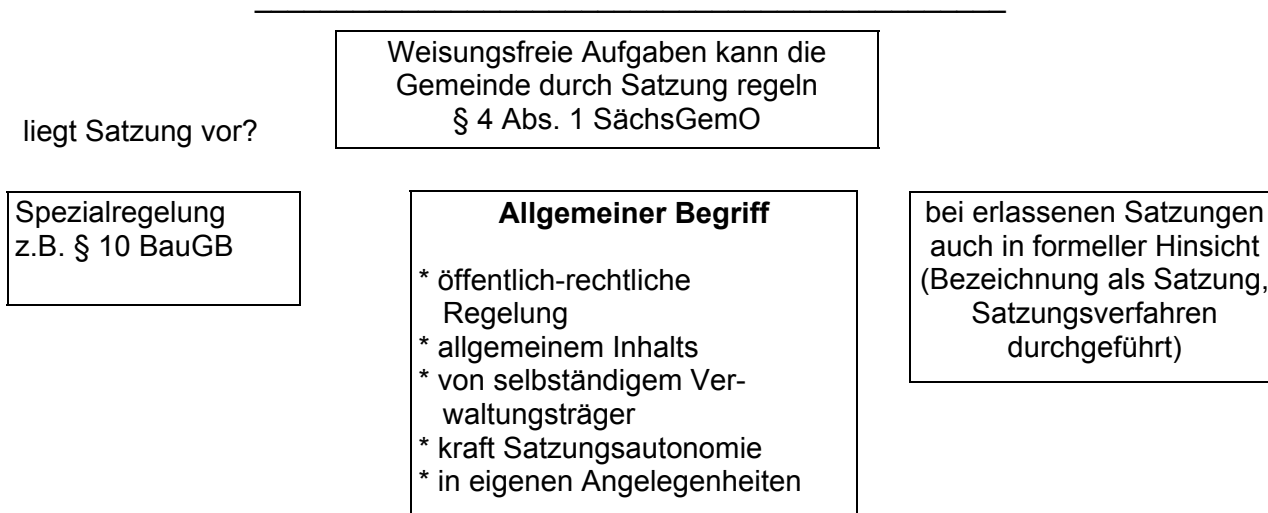 Weisungsfreie Aufgaben kann die
Gemeinde durch Satzung regeln
§ 4 Abs. 1 SächsGemO
liegt Satzung vor?
Spezialregelung
z.B. § 10 BauGB
Allgemeiner Begriff
* öffentlich-rechtliche
Regelung
* allgemeinem Inhalts
* von selbständigem Ver-
waltungsträger
* kraft Satzungsautonomie
* in eigenen Angelegenheiten
bei erlassenen Satzungen
auch in formeller Hinsicht
(Bezeichnung als Satzung,
Satzungsverfahren
durchgeführt)